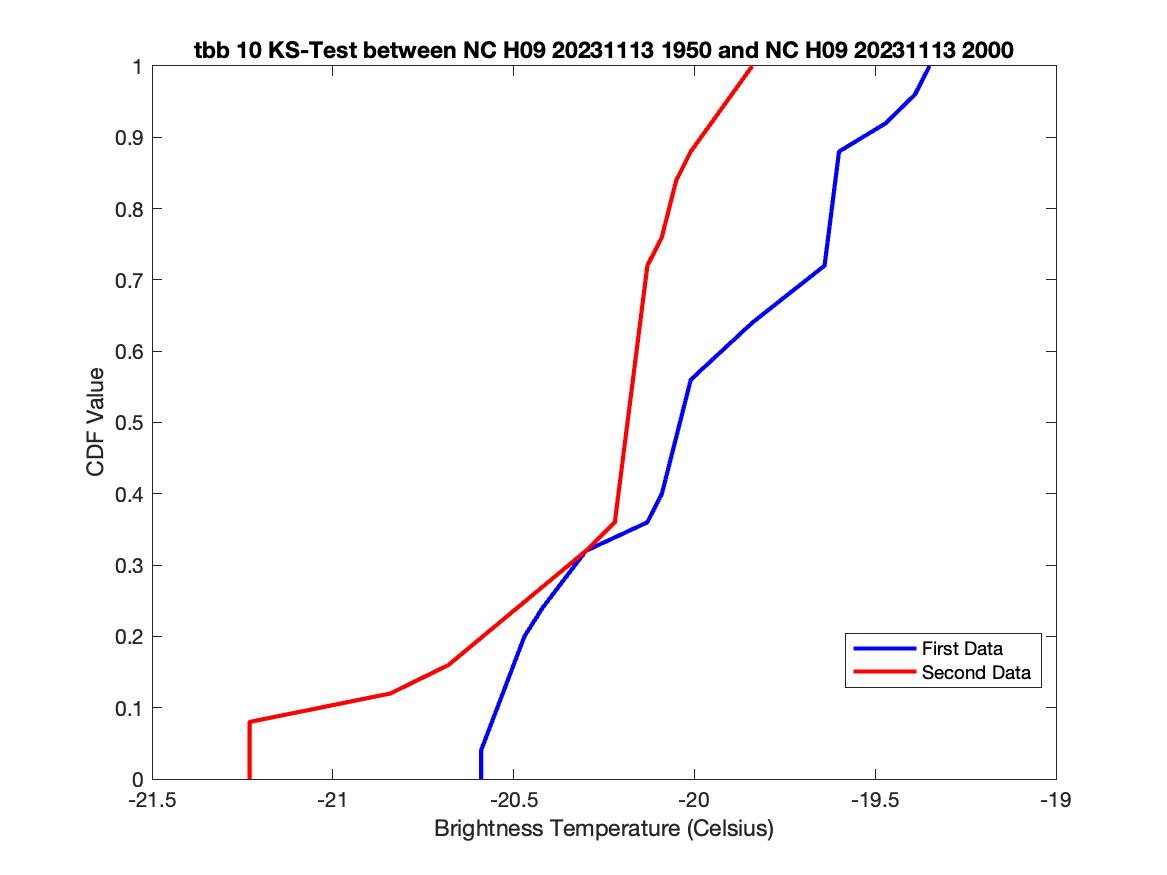 tbb 10 KS-Test between NC H09 20231113 1950 and NC H09 20231113 2000
1
0.9
0.8
0.7
0.6
0.5
0.4
0.3
0.2
0.1
0
CDF Value
First Data
Second Data
-21.5 -21 -20.5 -20 -19.5 -19
Brightness Temperature (Celsius)